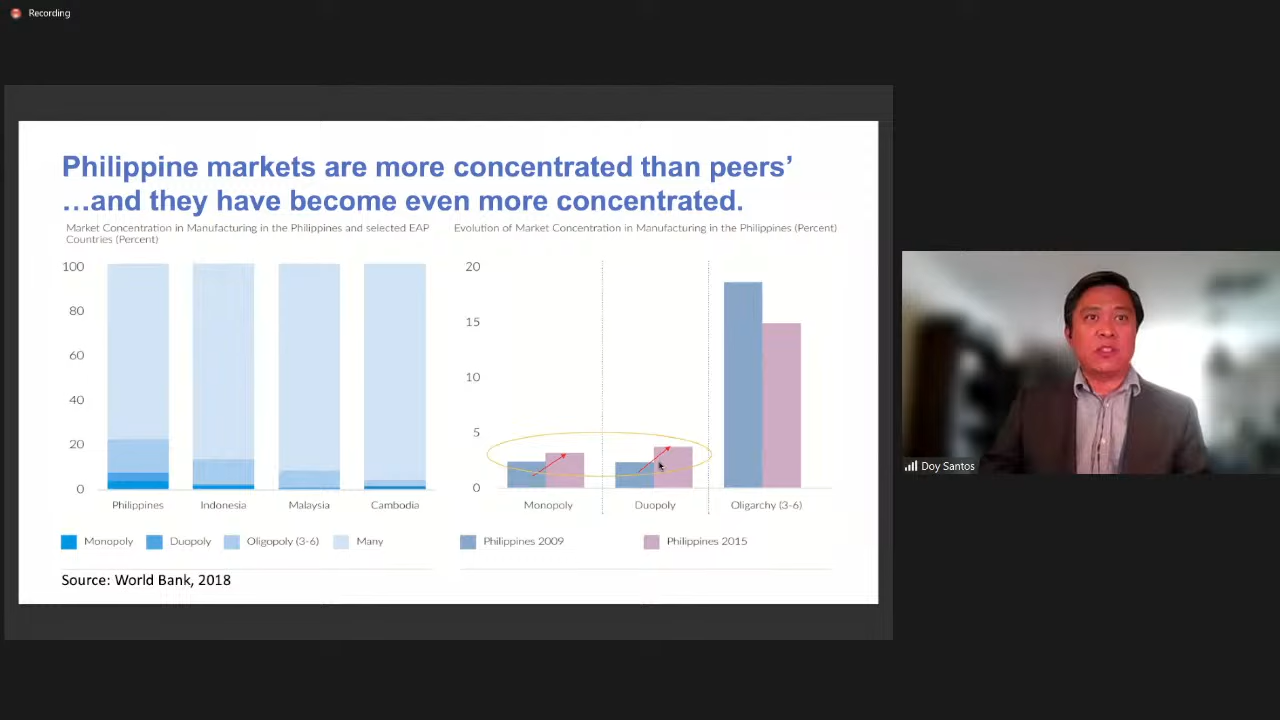 Recording
Philippine markets are more concentrated than peers’
…and they have become even more concentrated.
Market Concentration in Manufacturing in the Philippines and selected EAP
Countries (Percent)
100
80
60
40
20
0
Philippines
Indonesia
Malaysia
Cambodia
Monopoly
Duopoly
Oligopoly (3-6)
Many
Evolution of Market Concentration in Manufacturing in the Philippines (Percent)
20
15
10
5
0
Monopoly
Duopoly
Oligarchy (3-6)
Philippines 2009
Philippines 2015
Source: World Bank, 2018
Doy Santos